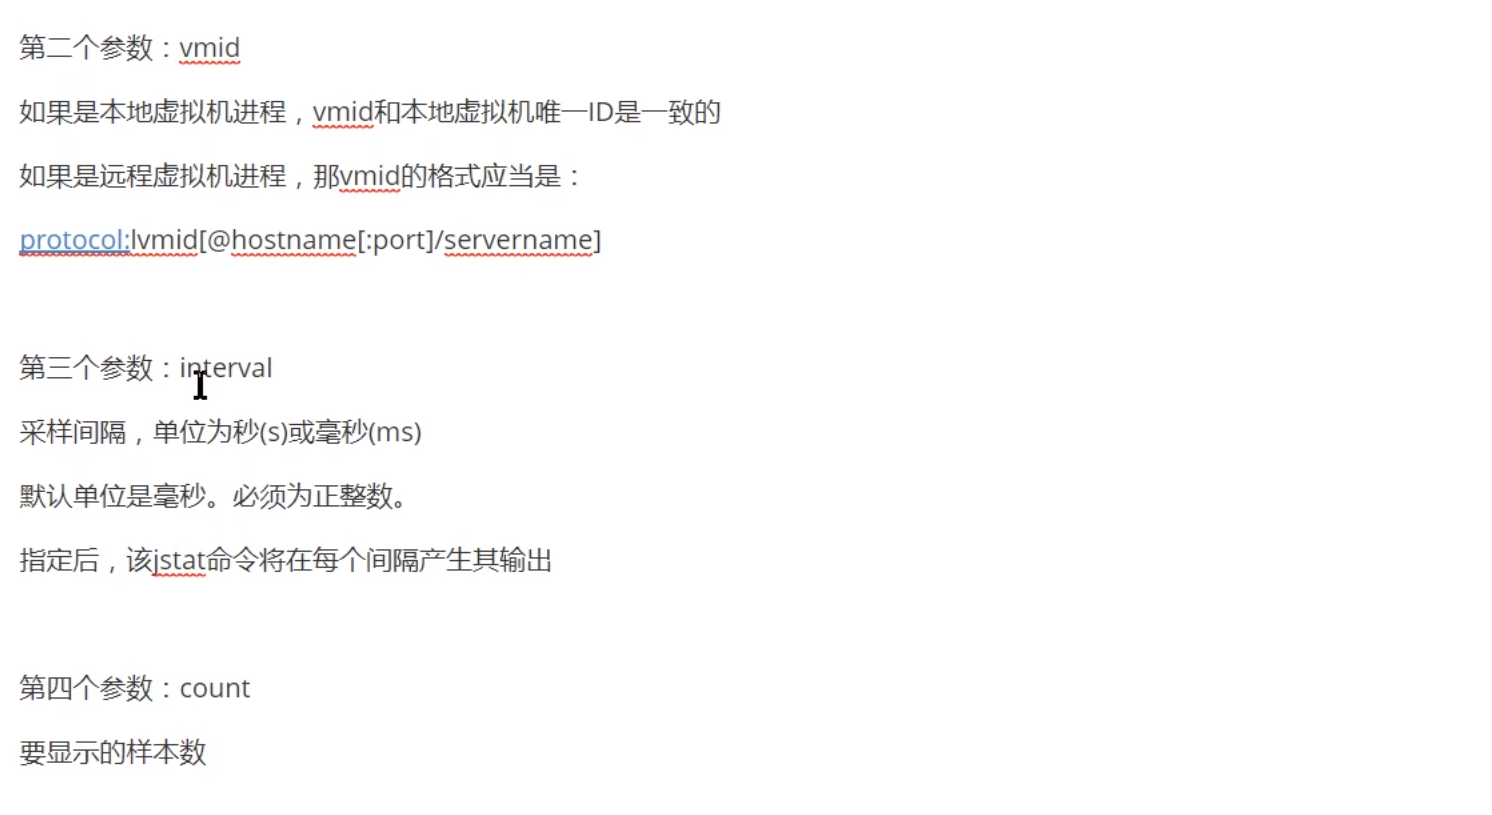 第二个参数：vmid
如果是本地虚拟机进程，vmid和本地虚拟机唯一ID是一致的
如果是远程虚拟机进程，那vmid的格式应当是：
protocol:lvmid[@hostname[:port]/servername]
第三个参数：interval
采样间隔，单位为秒(s)或毫秒(ms)
默认单位是毫秒。必须为正整数。
指定后，该jstat命令将在每个间隔产生其输出
第四个参数：count
要显示的样本数